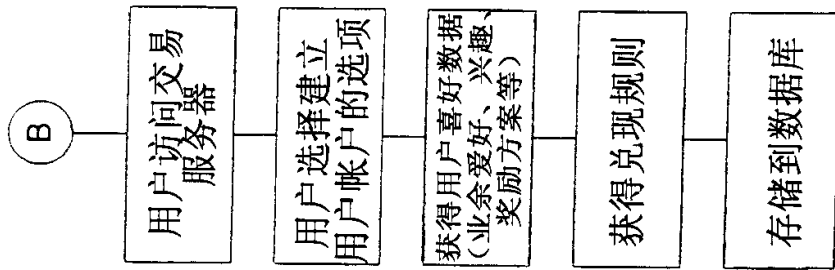 B
用户访问交易
服务器
用户选择建立
用户帐户的选项
获得用户喜好数据
(业余爱好、兴趣、
奖励方案等)
获得兑现规则
存储到数据库